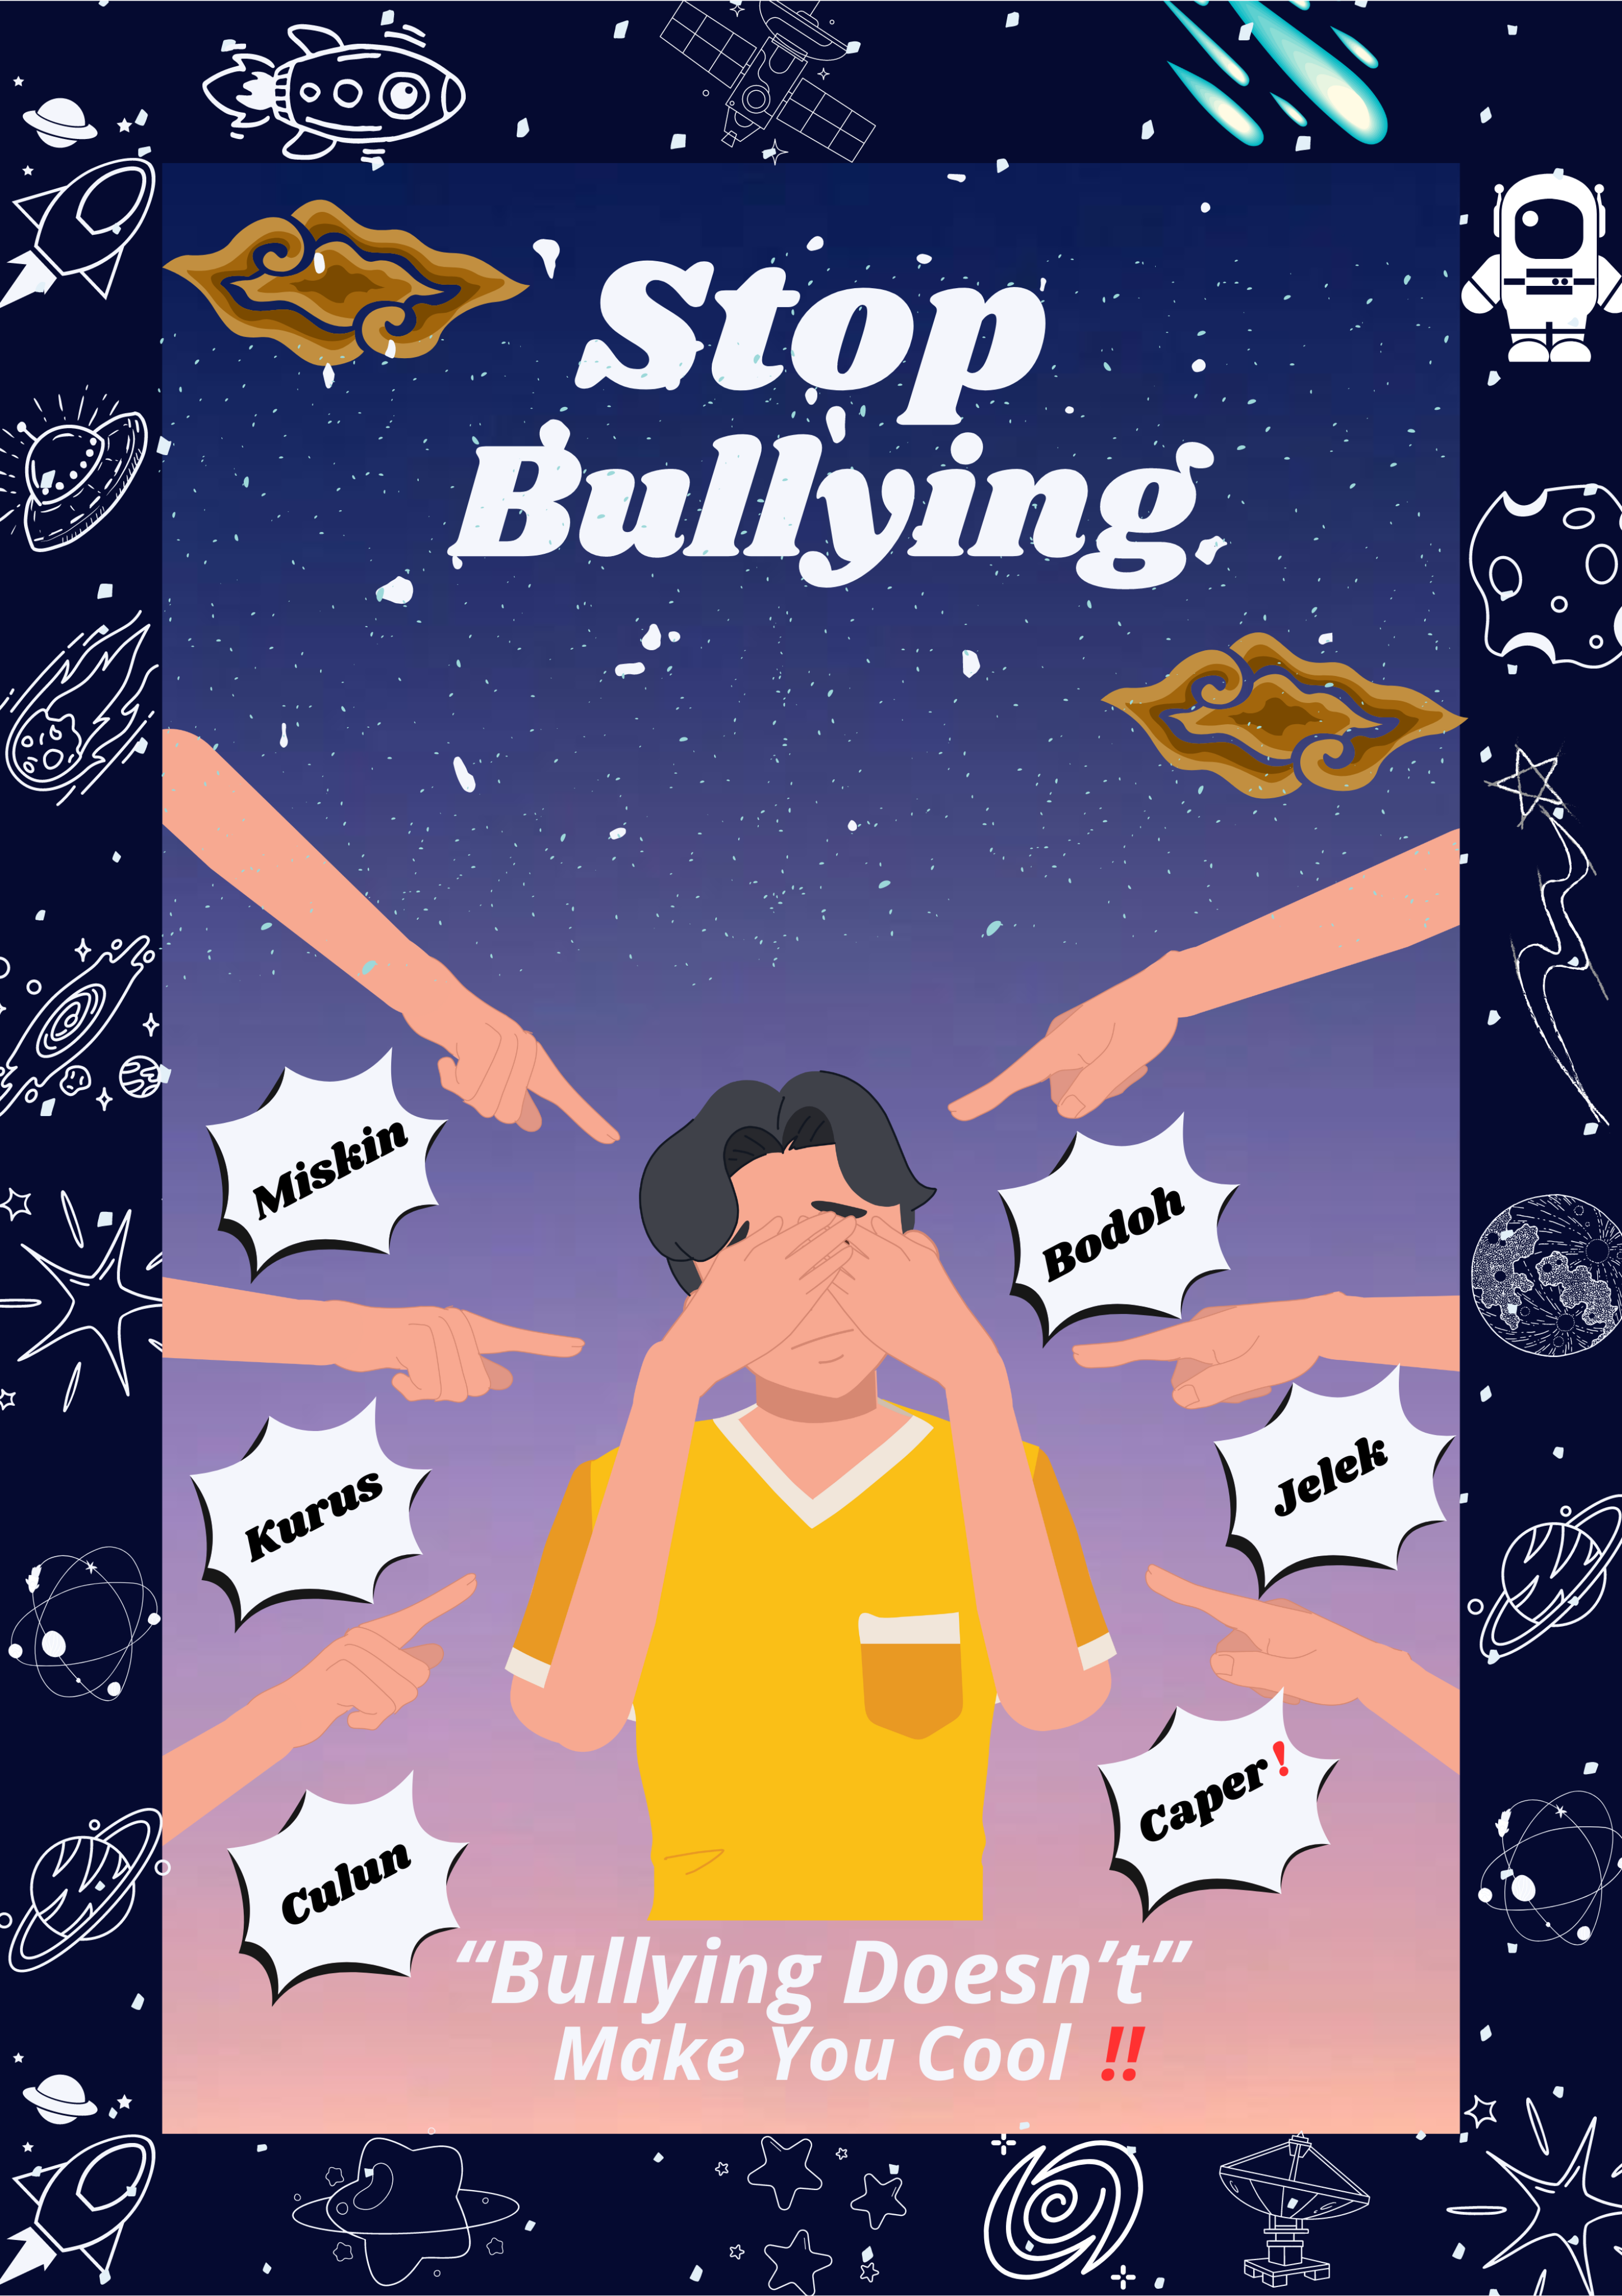 Stop
Bullying
Miskin
Bodoh
Kurus
Jelek
Caper!
Culun
“Bullying Doesn’t”
Make You Cool !!